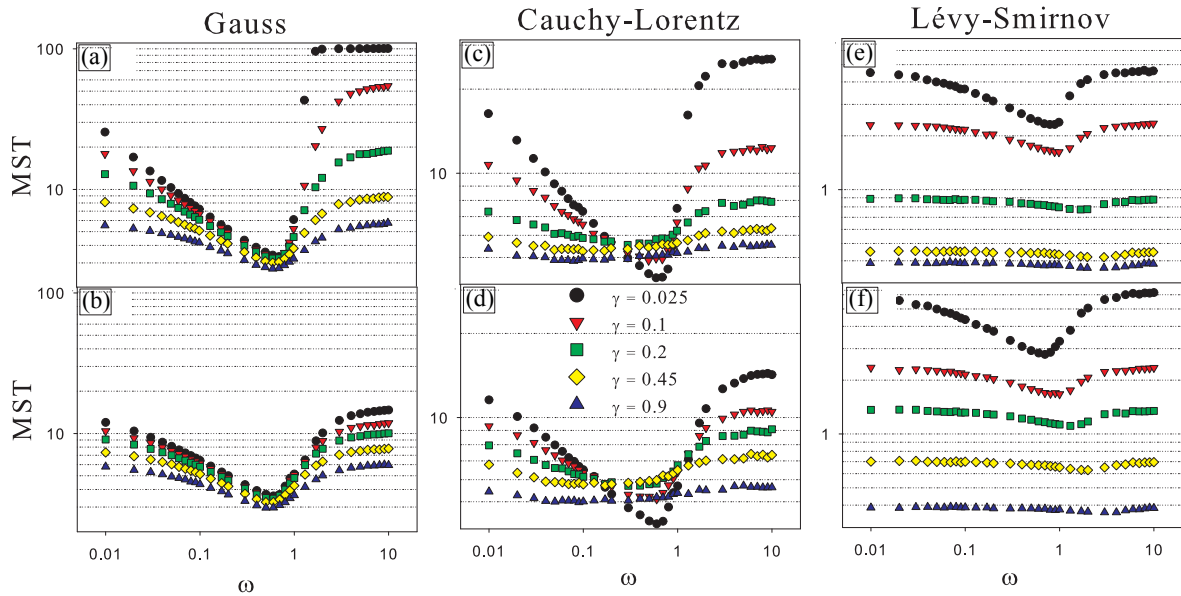 Gauss
Cauchy-Lorentz
Lévy-Smirnov
(a)
(c)
(e)
100
10
MST
10
1
(b)
(d)
(f)
100
10
MST
10
1
γ = 0.025
γ = 0.1
γ = 0.2
γ = 0.45
γ = 0.9
0.01 0.1 1 10
0.01 0.1 1 10
0.01 0.1 1 10
ω
ω
ω